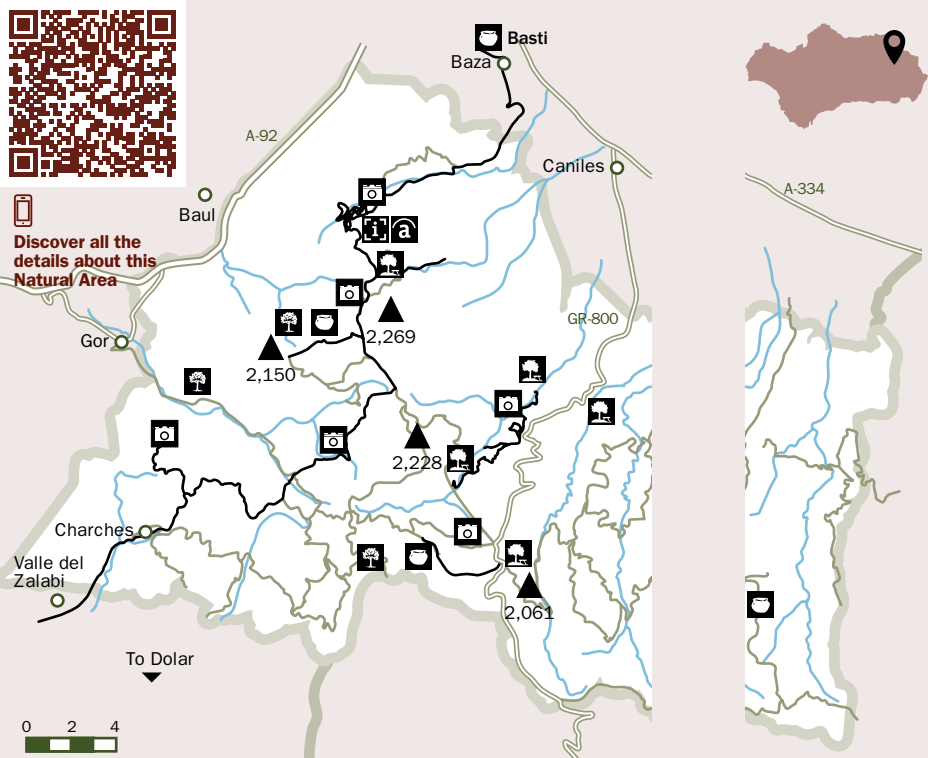 Basti
Baza
A-92
Caniles
A-334
Baul
Discover all the
details about this
Natural Area
i a
GR-800
2,269
Gor
2,150
2,228
Charches
Valle del
Zalabi
2,061
To Dolar
0 2 4